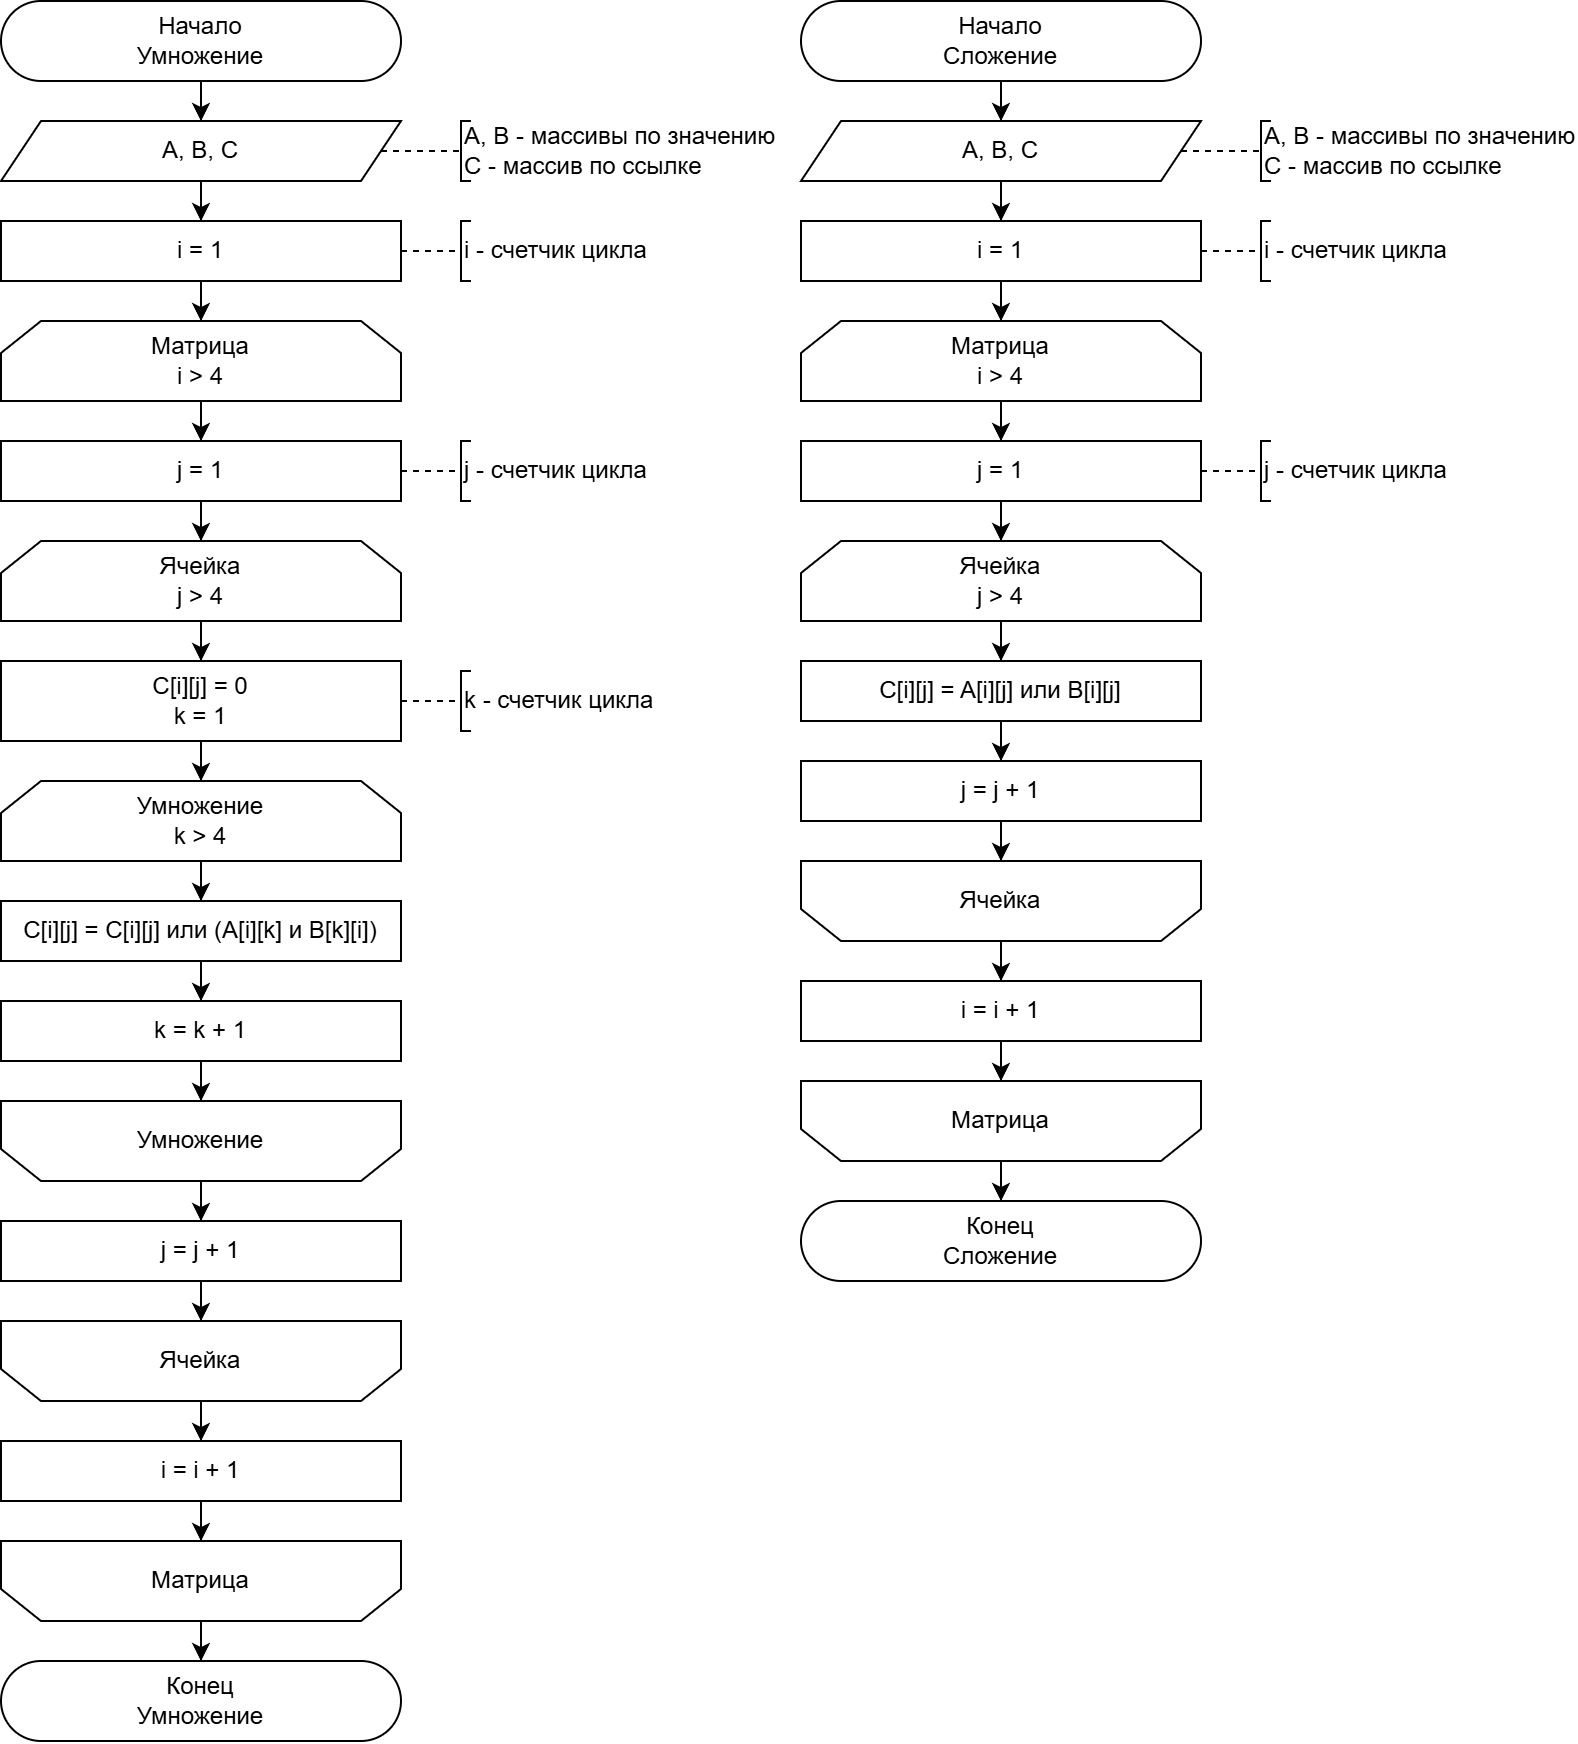 Начало
Умножение
A, B, C
A, B - массивы по значению
C - массив по ссылке
i = 1
i - счетчик цикла
Матрица
i > 4
j = 1
j - счетчик цикла
Ячейка
j > 4
C[i][j] = 0
k = 1
k - счетчик цикла
Умножение
k > 4
C[i][j] = C[i][j] или (A[i][k] и B[k][i])
k = k + 1
Умножение
j = j + 1
Ячейка
i = i + 1
Матрица
Конец
Умножение
Начало
Сложение
A, B, C
A, B - массивы по значению
C - массив по ссылке
i = 1
i - счетчик цикла
Матрица
i > 4
j = 1
j - счетчик цикла
Ячейка
j > 4
C[i][j] = A[i][j] или B[i][j]
j = j + 1
Ячейка
i = i + 1
Матрица
Конец
Сложение